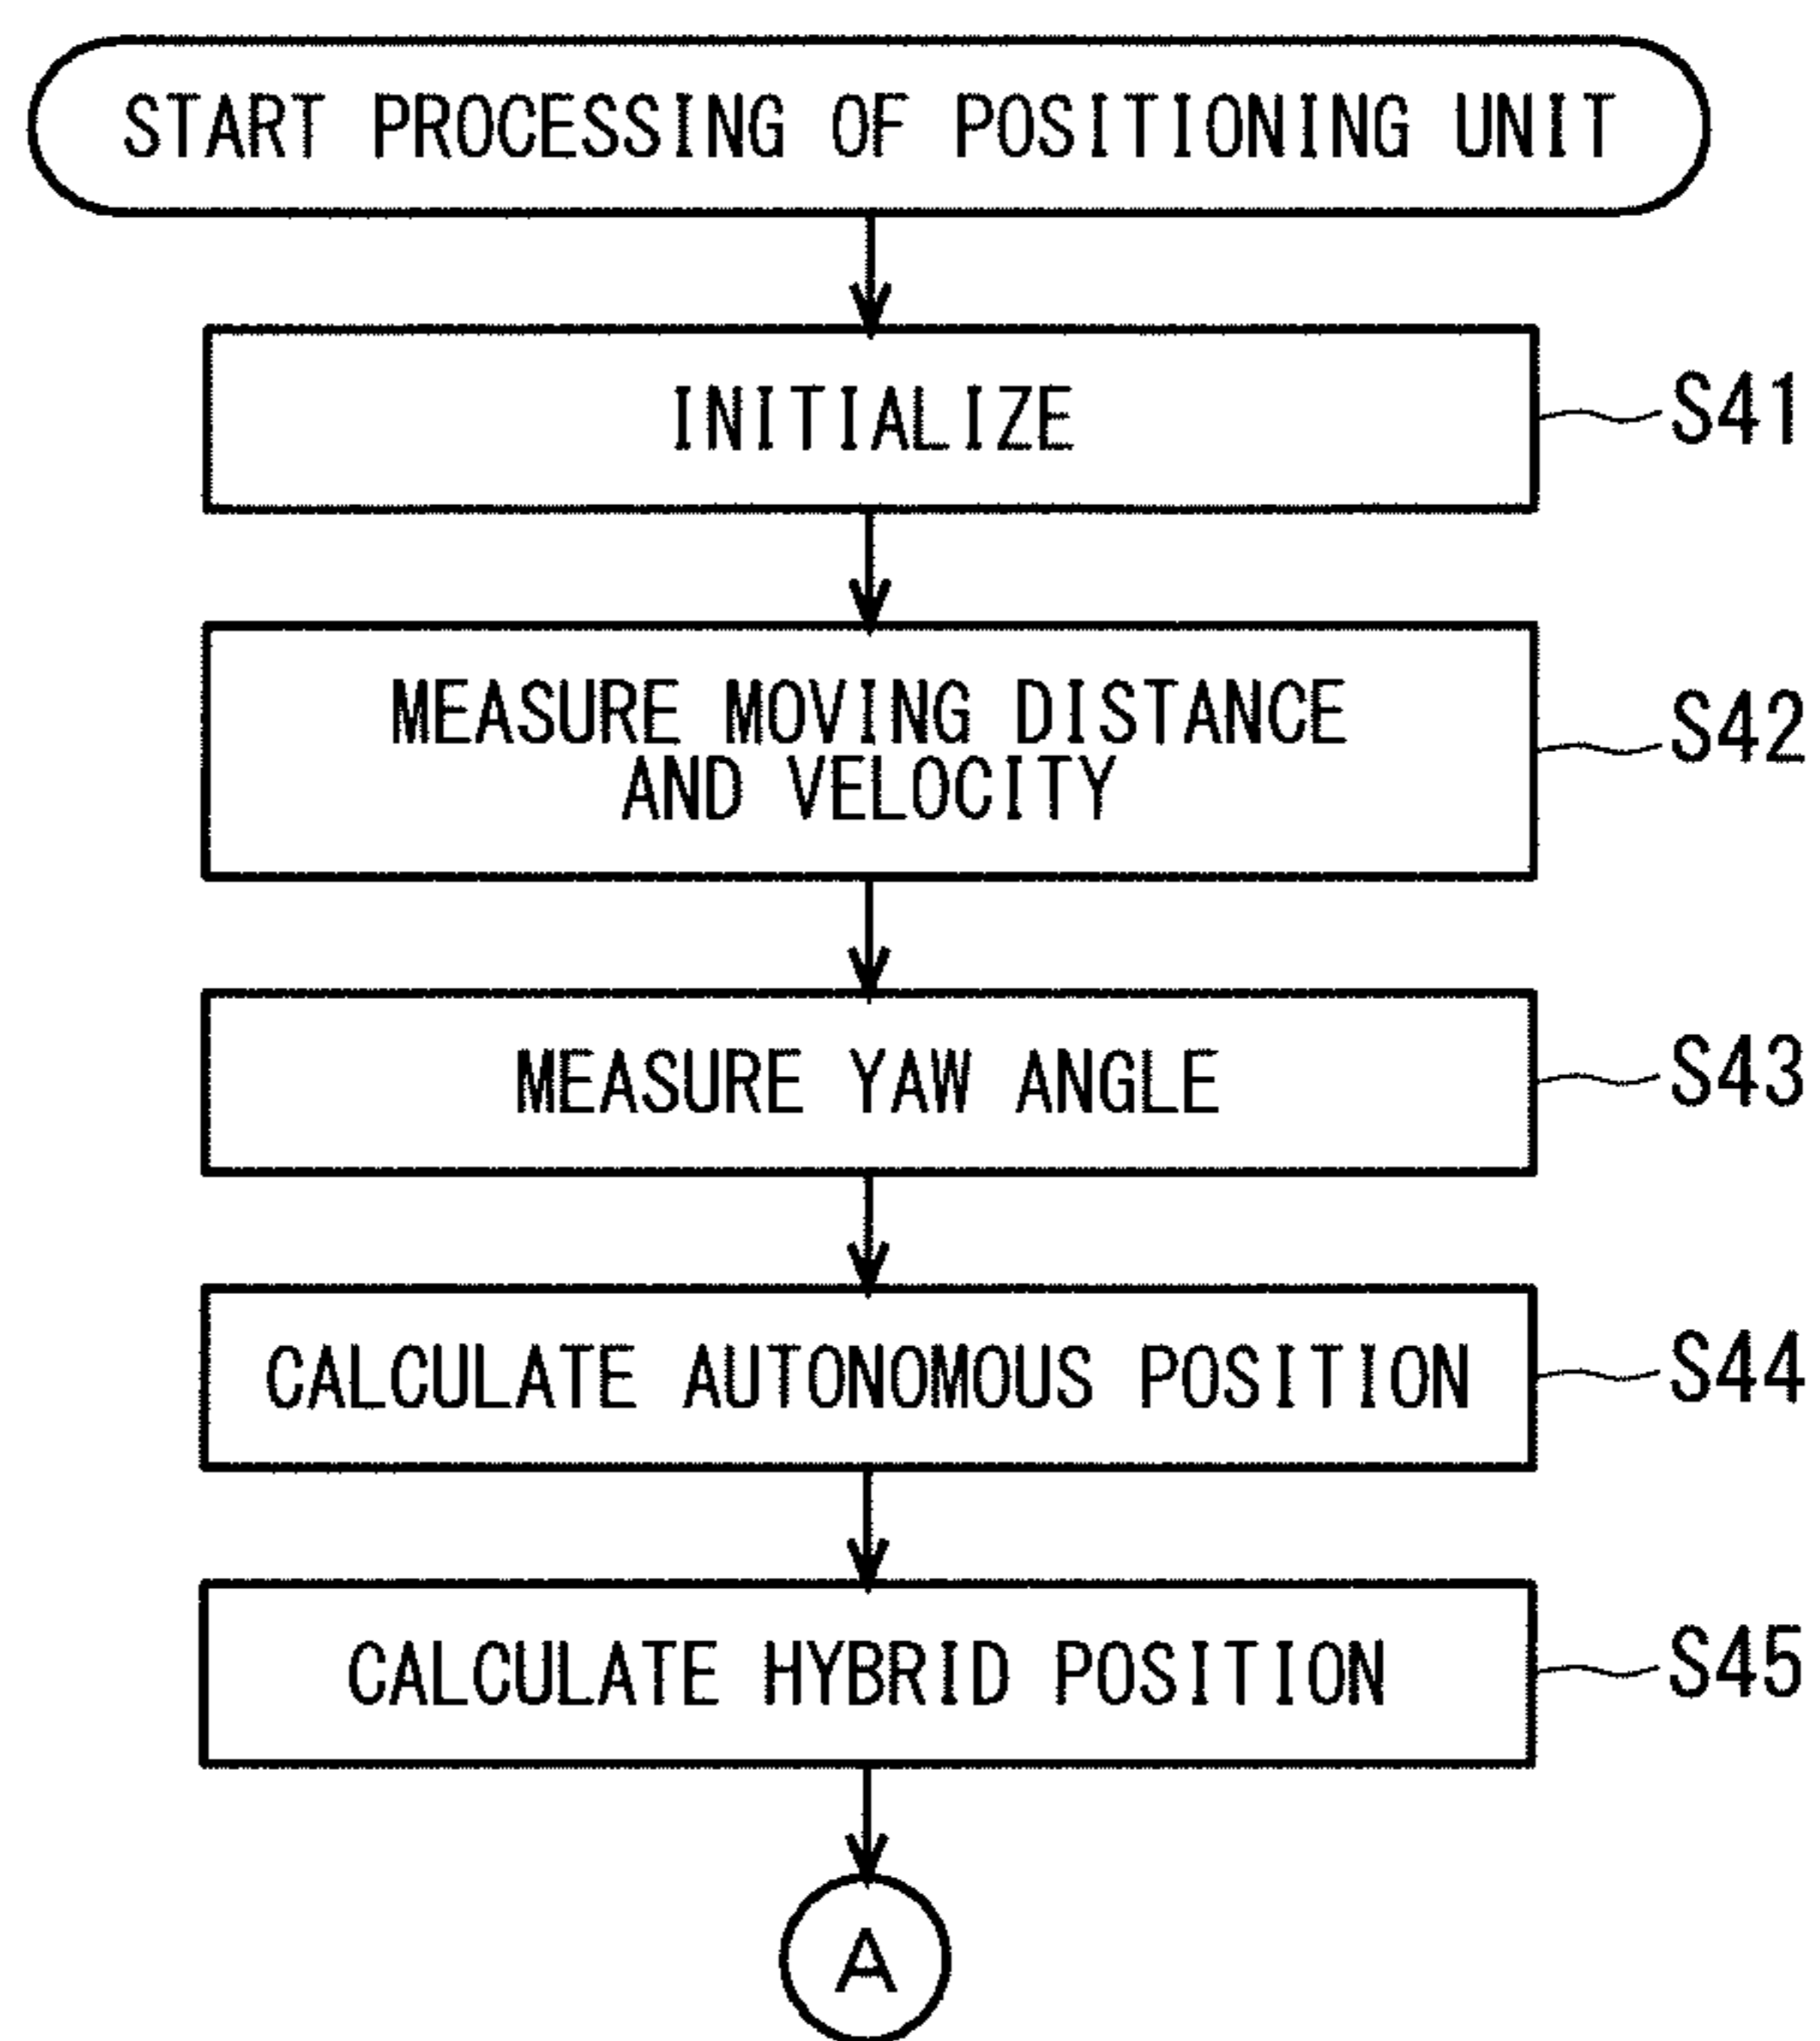 START PROCESSING OF POSITIONING UNIT
INITIALIZE
S41
MEASURE MOVING DISTANCE
AND VELOCITY
S42
MEASURE YAW ANGLE
S43
CALCULATE AUTONOMOUS POSITION
S44
CALCULATE HYBRID POSITION
S45
A